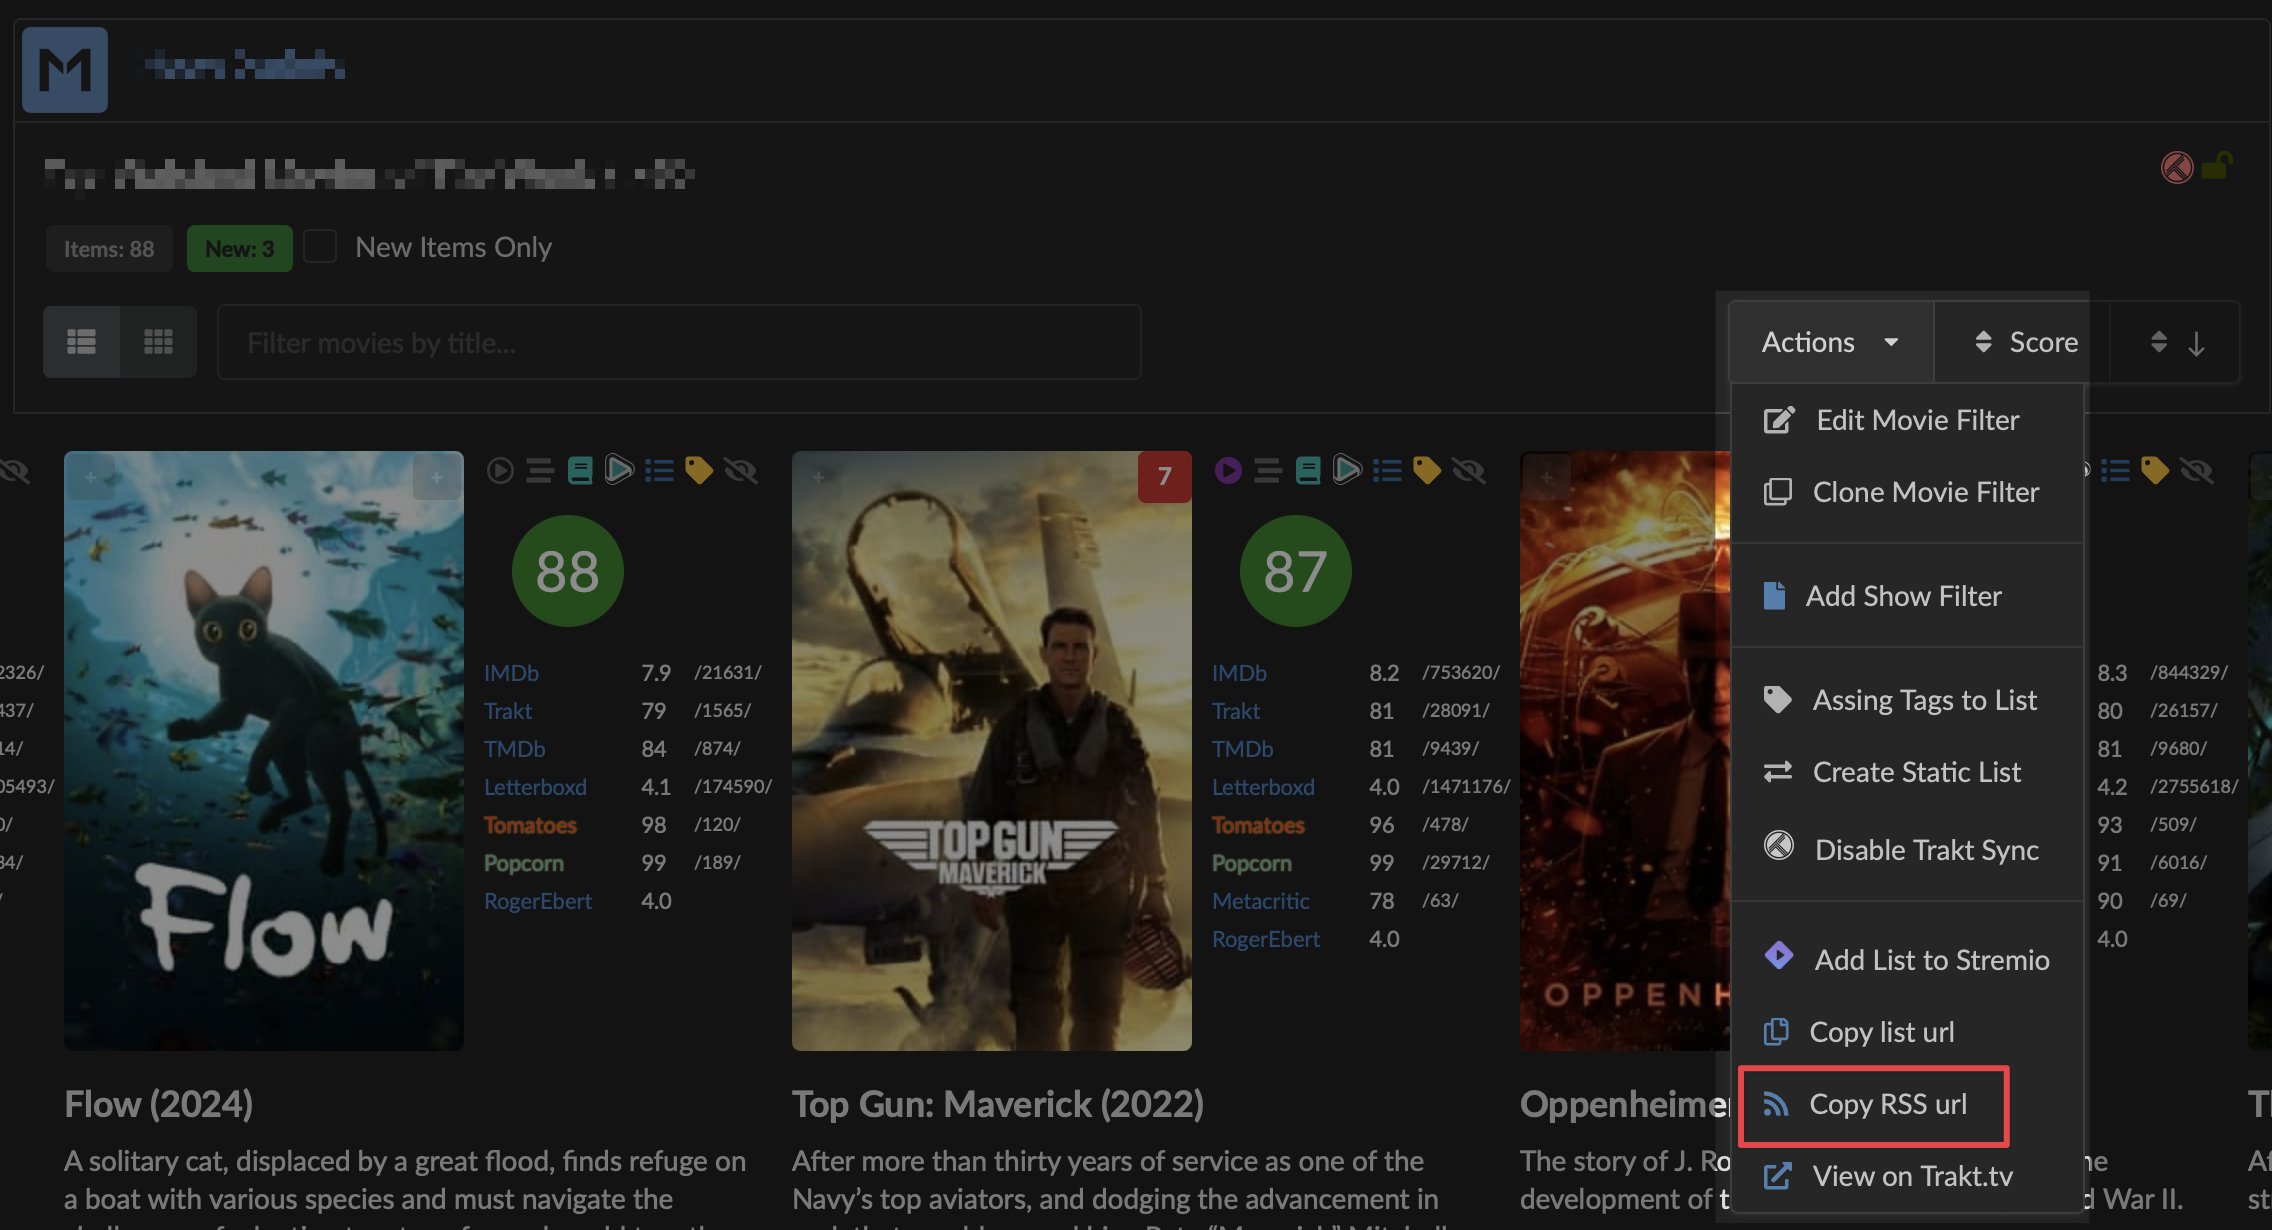 M
Items: 88
New: 3
New Items Only
Filter movies by title...
Actions
Score
Edit Movie Filter
Clone Movie Filter
Add Show Filter
Assing Tags to List
Create Static List
Disable Trakt Sync
Add List to Stremio
Copy list url
Copy RSS url
View on Trakt.tv
2326/
437/
14/
05493/
0/
34/
/
Flow
88
IMDb 7.9 /21631/
Trakt 79 /1565/
TMDb 84 /874/
Letterboxd 4.1 /174590/
Tomatoes 98 /120/
Popcorn 99 /189/
RogerEbert 4.0
Flow (2024)
A solitary cat, displaced by a great flood, finds refuge on
a boat with various species and must navigate the
7
TOP GUN
MAVERICK
87
IMDb 8.2 /753620/
Trakt 81 /28091/
TMDb 81 /9439/
Letterboxd 4.0 /1471176/
Tomatoes 96 /478/
Popcorn 99 /29712/
Metacritic 78 /63/
RogerEbert 4.0
Top Gun: Maverick (2022)
After more than thirty years of service as one of the
Navy's top aviators, and dodging the advancement in
OPPENH
8.3 /844329/
80 /26157/
81 /9680/
4.2 /2755618/
93 /509/
91 /6016/
90 /69/
4.0
Oppenheimer
The story of J. Ro
development of t
d War II.